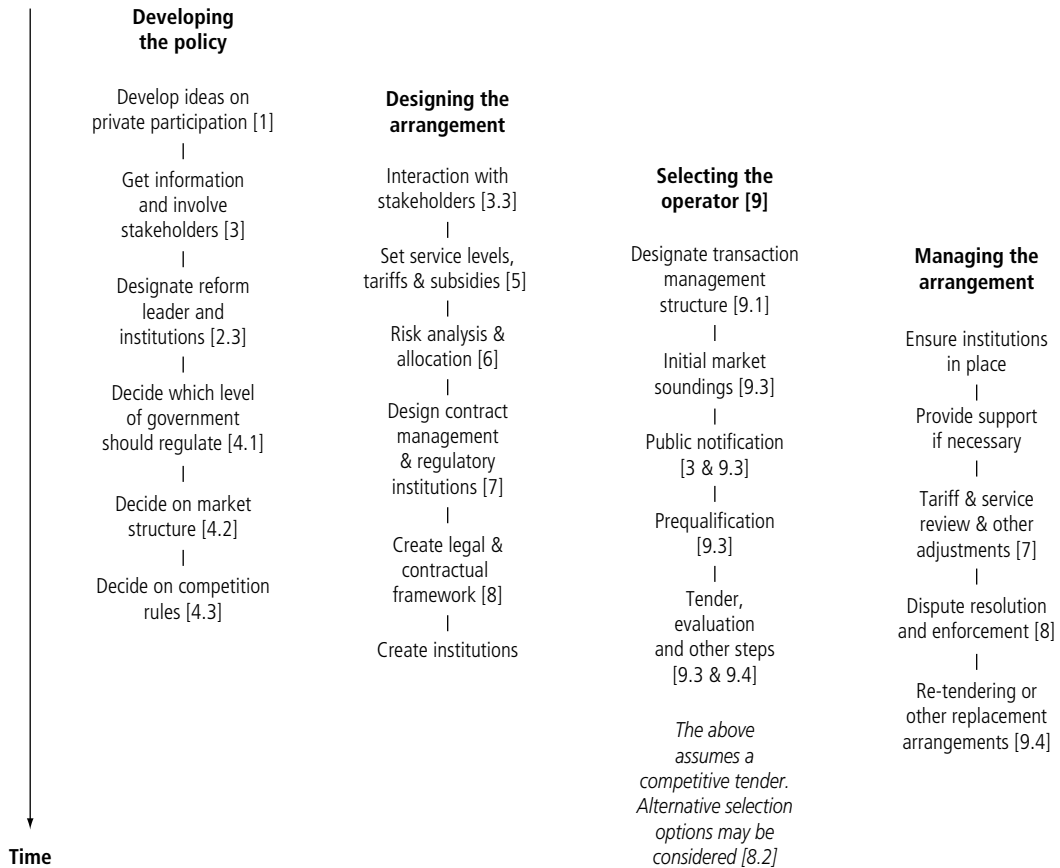 Developing
the policy
Develop ideas on
private participation [1]
Get information
and involve
stakeholders [3]
Designate reform
leader and
institutions [2.3]
Decide which level
of government
should regulate [4.1]
Decide on market
structure [4.2]
Decide on competition
rules [4.3]
Designing the
arrangement
Interaction with
stakeholders [3.3]
Set service levels,
tariffs & subsidies [5]
Risk analysis &
allocation [6]
Design contract
management
& regulatory
institutions [7]
Create legal &
contractual
framework [8]
Create institutions
Selecting the
operator [9]
Designate transaction
management
structure [9.1]
Initial market
soundings [9.3]
Public notification
[3 & 9.3]
Prequalification
[9.3]
Tender,
evaluation
and other steps
[9.3 & 9.4]
The above
assumes a
competitive tender.
Alternative selection
options may be
considered [8.2]
Managing the
arrangement
Ensure institutions
in place
Provide support
if necessary
Tariff & service
review & other
adjustments [7]
Dispute resolution
and enforcement [8]
Re-tendering or
other replacement
arrangements [9.4]
Time